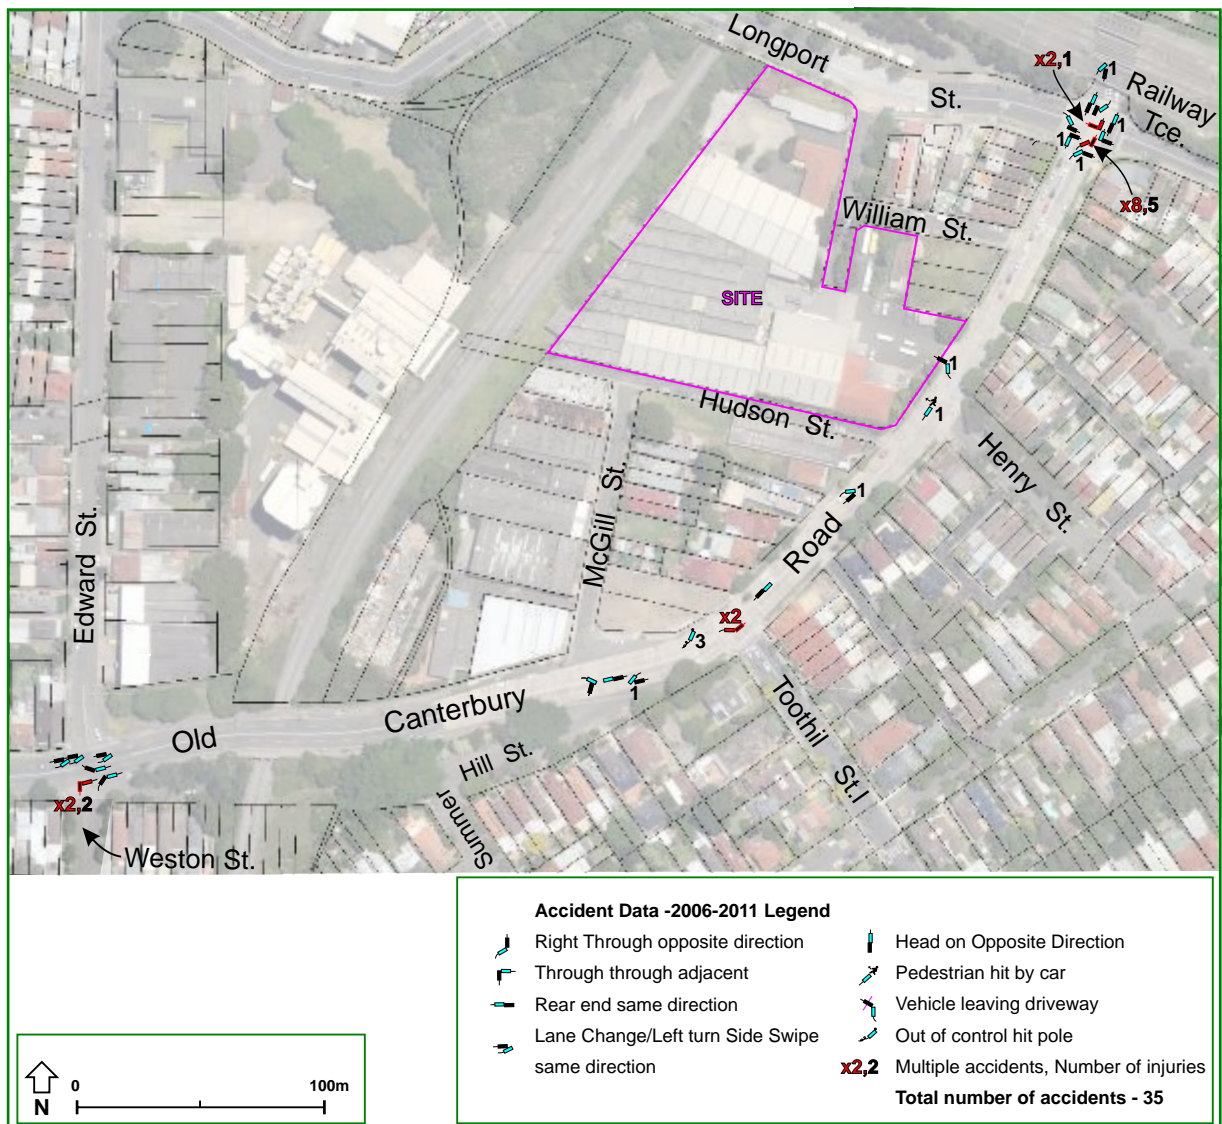 Longport
St.
Railway
Tce.
x2,1
1
1
1
1
x8,5
William St.
SITE
1
Hudson St.
1
Henry St.
1
McGill St.
Road
Edward St.
x2
3
1
Toothil St.l
Canterbury
Old
Hill St.
Summer
x2,2
Weston St.
Accident Data -2006-2011 Legend
Right Through opposite direction
Through through adjacent
Rear end same direction
Lane Change/Left turn Side Swipe
same direction
Head on Opposite Direction
Pedestrian hit by car
Vehicle leaving driveway
Out of control hit pole
x2,2 Multiple accidents, Number of injuries
Total number of accidents - 35
0 100m
N